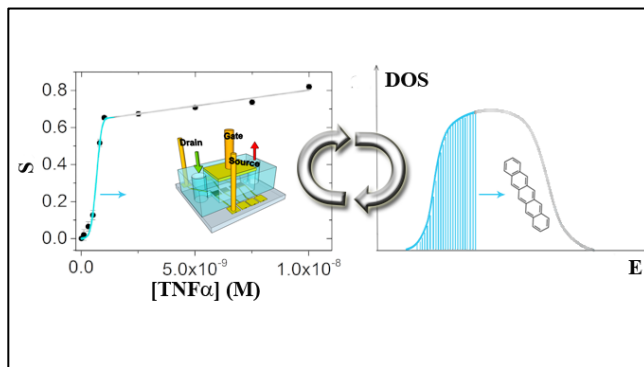 DOS
0.8
0.6
S
0.4
0.2
0.0
Drain
Gate
Source
0.0
5.0x10⁻⁹
1.0x10⁻⁸
[TNFα] (M)
E